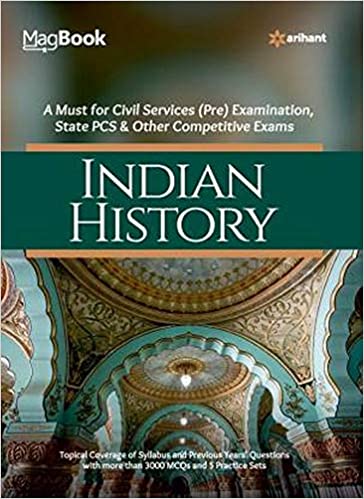 MagBook
arihant
A Must for Civil Services (Pre) Examination,
State PCS & Other Competitive Exams
INDIAN
HISTORY
Topical Coverage of Syllabus and Previous Years' Questions
with more than 3000 MCQs and 5 Practice Sets